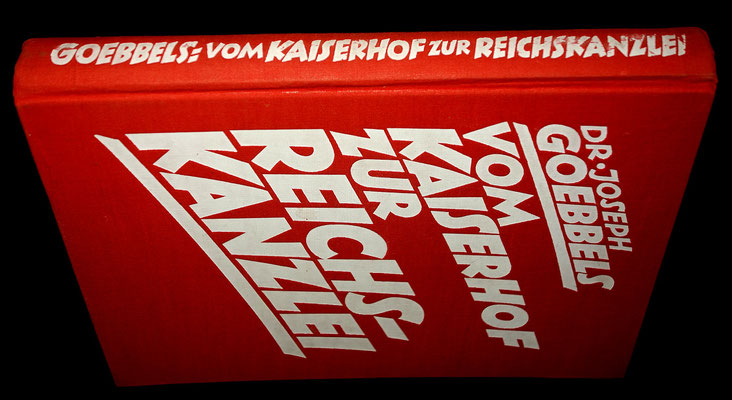 GOEBBELS: VOM KAISERHOF ZUR REICHSKANZLEI
DR. JOSEPH
GOEBBELS
VOM
KAISERHOF
ZUR
REICHS-
KANZLEI